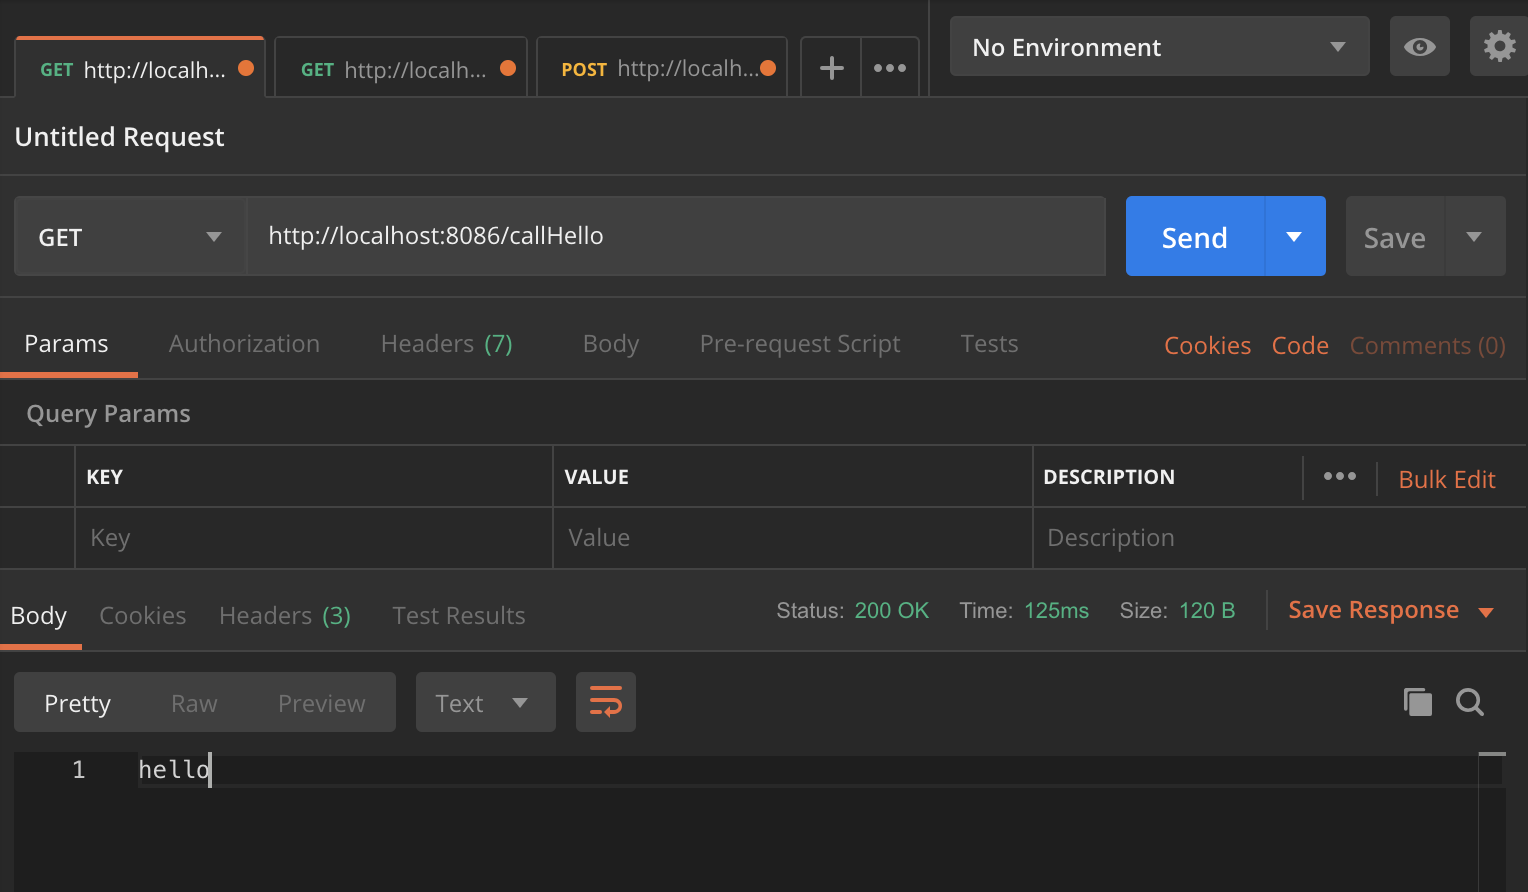 GET http://localh... GET http://localh... POST http://localh... + ••• No Environment
Untitled Request
GET http://localhost:8086/callHello Send Save
Params Authorization Headers (7) Body Pre-request Script Tests Cookies Code Comments (0)
Query Params
KEY VALUE DESCRIPTION ••• Bulk Edit
Key Value Description
Body Cookies Headers (3) Test Results Status: 200 OK Time: 125ms Size: 120 B Save Response
Pretty Raw Preview Text
1 hello